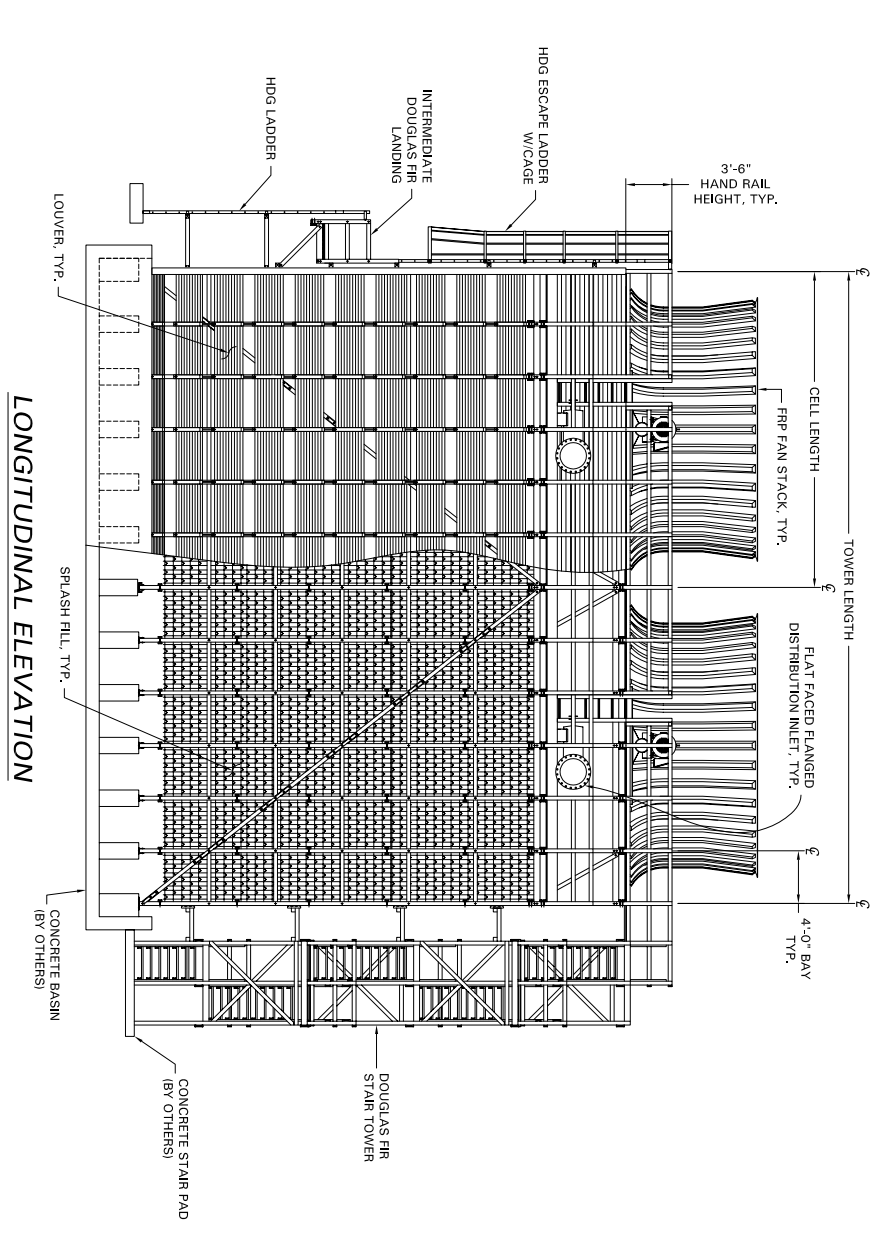 ℄
℄
TOWER LENGTH
CELL LENGTH
℄
℄
4'-0" BAY
TYP.
3'-6"
HAND RAIL
HEIGHT, TYP.
FRP FAN STACK, TYP.
FLAT FACED FLANGED
DISTRIBUTION INLET, TYP.
HDG ESCAPE LADDER
W/CAGE
INTERMEDIATE
DOUGLAS FIR
LANDING
HDG LADDER
LOUVER, TYP.
SPLASH FILL, TYP.
DOUGLAS FIR
STAIR TOWER
CONCRETE STAIR PAD
(BY OTHERS)
CONCRETE BASIN
(BY OTHERS)
LONGITUDINAL ELEVATION